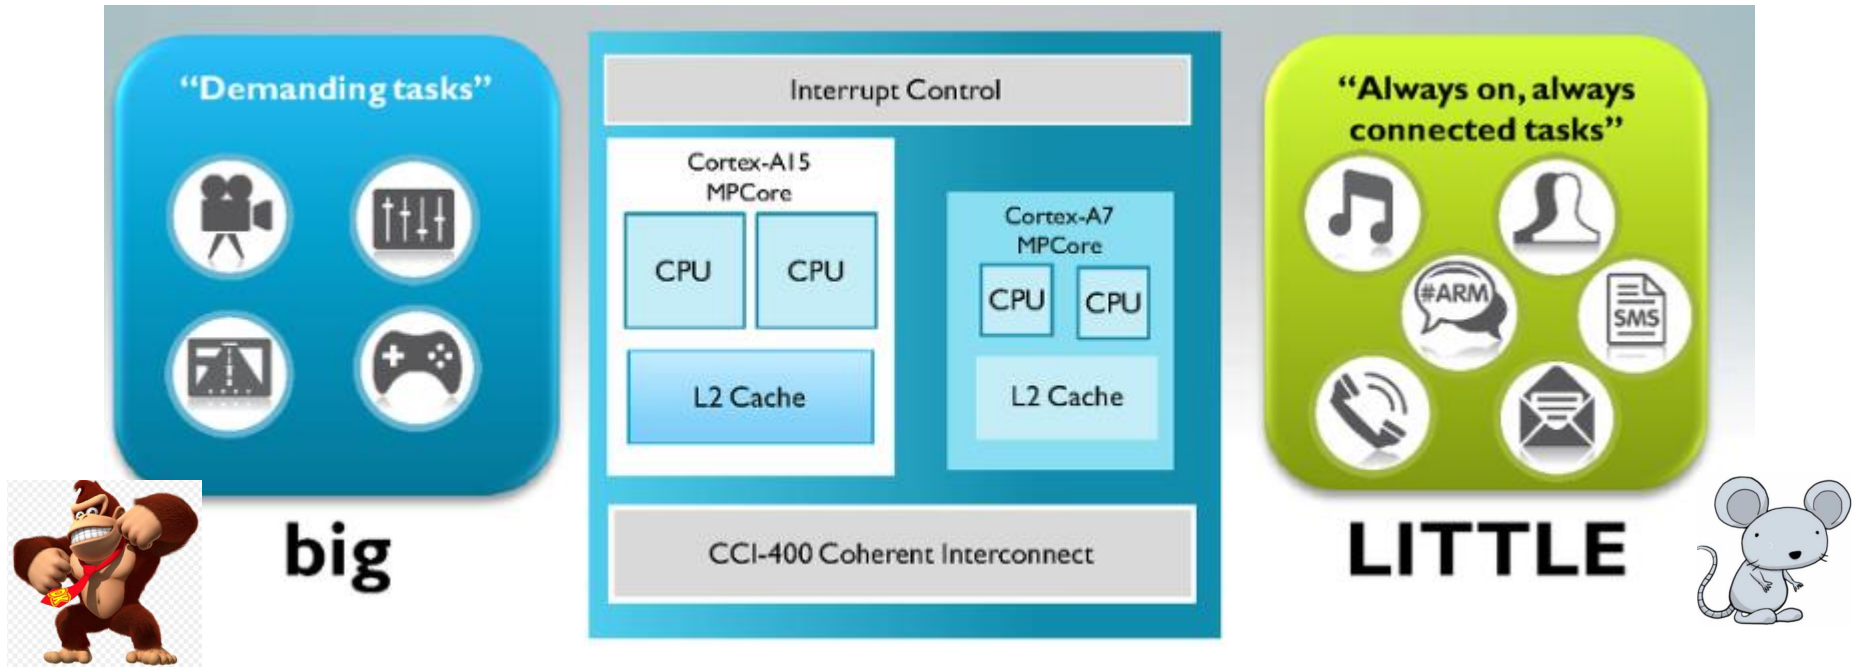 “Demanding tasks”
big
Interrupt Control
Cortex-A15
MPCore
CPU
CPU
L2 Cache
Cortex-A7
MPCore
CPU
CPU
L2 Cache
CCI-400 Coherent Interconnect
“Always on, always
connected tasks”
#ARM
SMS
LITTLE